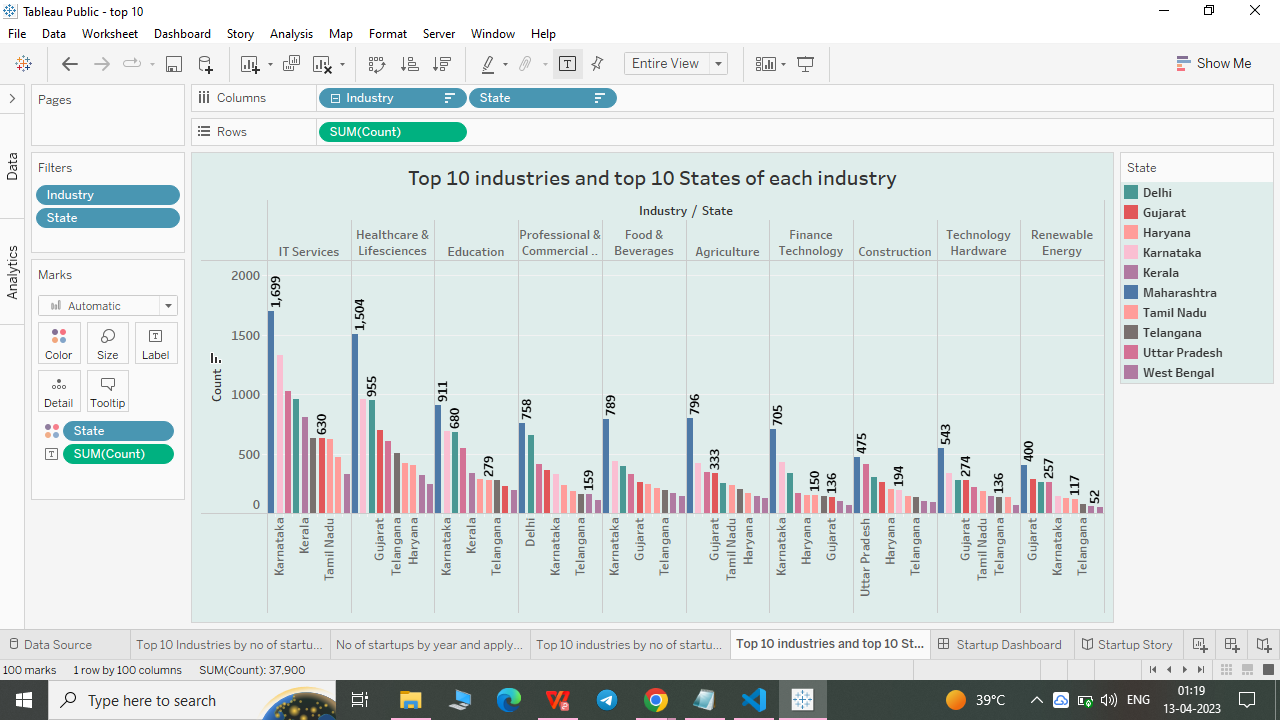 Tableau Public - top 10
File Data Worksheet Dashboard Story Analysis Map Format Server Window Help
Entire View
Show Me
Pages
Columns Industry State
Rows SUM(Count)
Data
Analytics
Filters
Industry
State
Marks
Automatic
Color Size Label
Detail Tooltip
State
SUM(Count)
Top 10 industries and top 10 States of each industry
Industry / State
IT Services
Healthcare &
Lifesciences
Education
Professional &
Commercial ..
Food &
Beverages
Agriculture
Finance
Technology
Construction
Technology
Hardware
Renewable
Energy
Count
2000
1500
1000
500
0
1,699 630
1,504 955
911 680 279
758 159
789
796 333
705 150 136
475 194
543 274 136
400 257 117 52
Karnataka Kerala Tamil Nadu
Gujarat Telangana Haryana
Karnataka Kerala Telangana
Delhi Karnataka Telangana
Karnataka Gujarat Telangana
Gujarat Tamil Nadu Haryana
Karnataka Haryana Gujarat
Uttar Pradesh Haryana Telangana
Karnataka Gujarat Tamil Nadu Telangana
Gujarat Karnataka Telangana
State
Delhi
Gujarat
Haryana
Karnataka
Kerala
Maharashtra
Tamil Nadu
Telangana
Uttar Pradesh
West Bengal
Data Source Top 10 Industries by no of startu... No of startups by year and apply... Top 10 industries by no of startu... Top 10 industries and top 10 St... Startup Dashboard Startup Story
100 marks 1 row by 100 columns SUM(Count): 37,900
Type here to search
39°C
ENG
01:19
13-04-2023